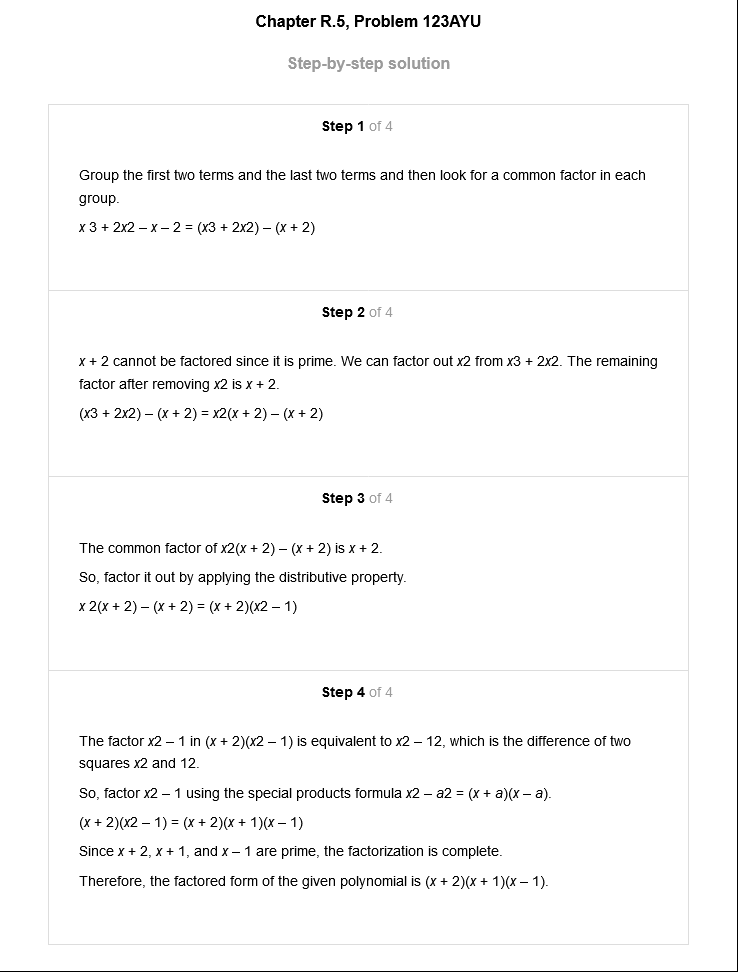 Chapter R.5, Problem 123AYU
Step-by-step solution
Step 1 of 4
Group the first two terms and the last two terms and then look for a common factor in each
group.
x 3 + 2x2 – x – 2 = (x3 + 2x2) – (x + 2)
Step 2 of 4
x + 2 cannot be factored since it is prime. We can factor out x2 from x3 + 2x2. The remaining
factor after removing x2 is x + 2.
(x3 + 2x2) – (x + 2) = x2(x + 2) – (x + 2)
Step 3 of 4
The common factor of x2(x + 2) – (x + 2) is x + 2.
So, factor it out by applying the distributive property.
x 2(x + 2) – (x + 2) = (x + 2)(x2 – 1)
Step 4 of 4
The factor x2 – 1 in (x + 2)(x2 – 1) is equivalent to x2 – 12, which is the difference of two
squares x2 and 12.
So, factor x2 – 1 using the special products formula x2 – a2 = (x + a)(x – a).
(x + 2)(x2 – 1) = (x + 2)(x + 1)(x – 1)
Since x + 2, x + 1, and x – 1 are prime, the factorization is complete.
Therefore, the factored form of the given polynomial is (x + 2)(x + 1)(x – 1).